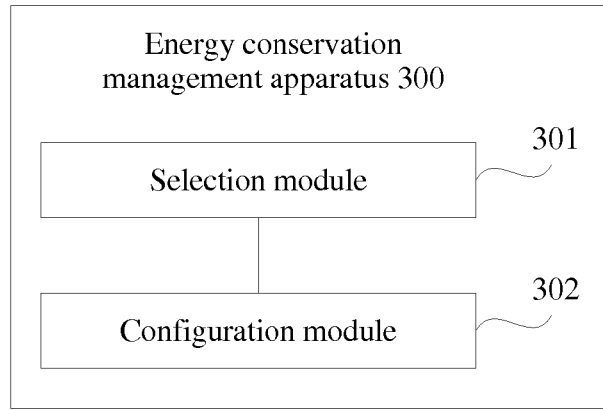 Energy conservation
management apparatus 300
301
Selection module
302
Configuration module